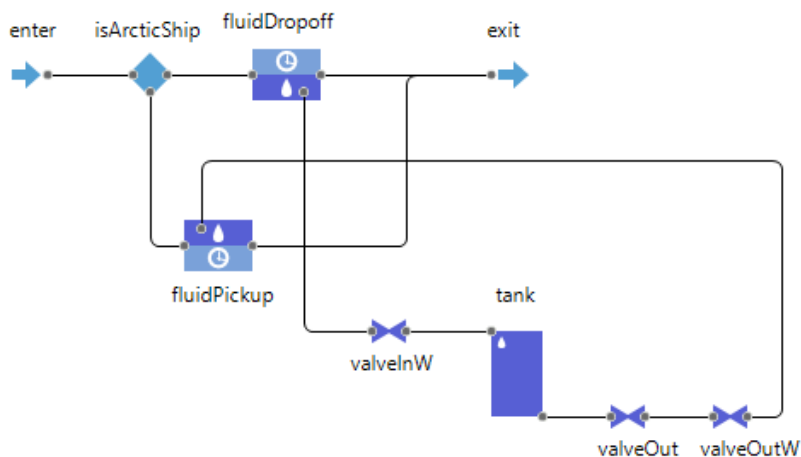 enter
isArcticShip
fluidDropoff
exit
fluidPickup
tank
valveInW
valveOut
valveOutW